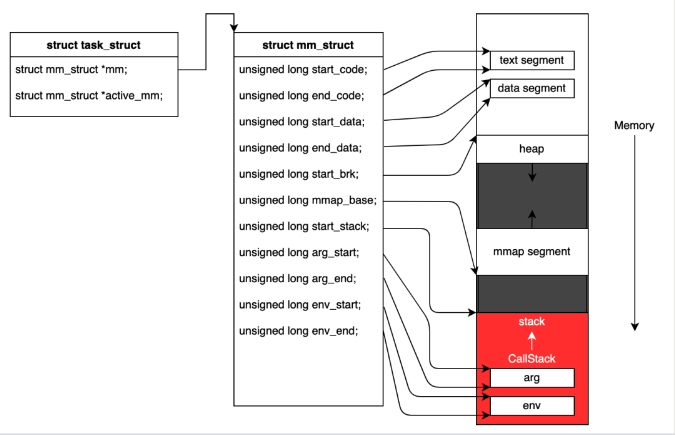 struct task_struct
struct mm_struct *mm;
struct mm_struct *active_mm;
struct mm_struct
unsigned long start_code;
unsigned long end_code;
unsigned long start_data;
unsigned long end_data;
unsigned long start_brk;
unsigned long mmap_base;
unsigned long start_stack;
unsigned long arg_start;
unsigned long arg_end;
unsigned long env_start;
unsigned long env_end;
text segment
data segment
heap
mmap segment
stack
CallStack
arg
env
Memory